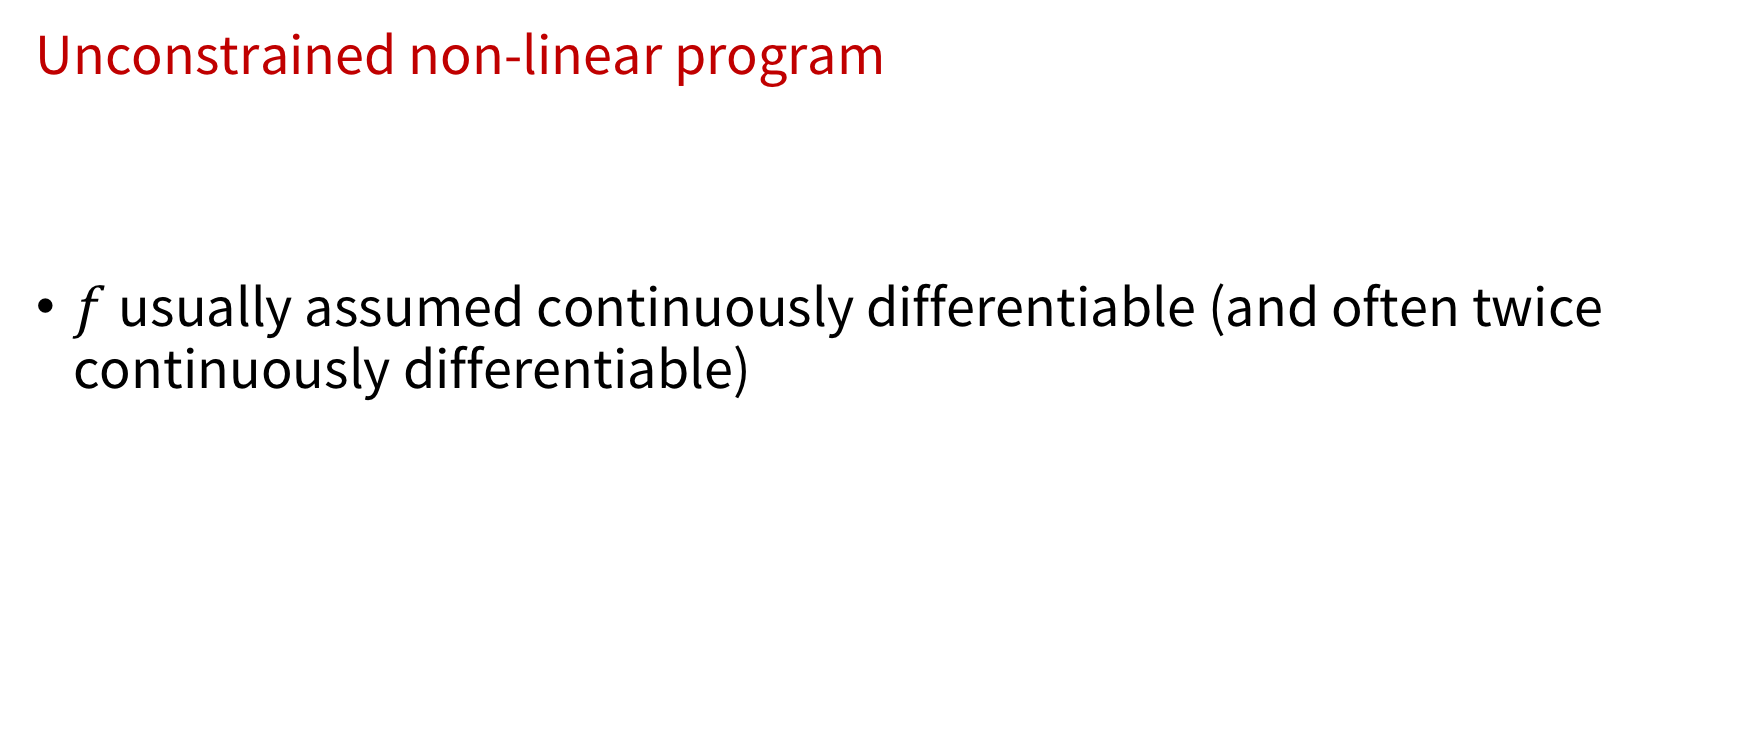 Unconstrained non-linear program
• f usually assumed continuously differentiable (and often twice
continuously differentiable)